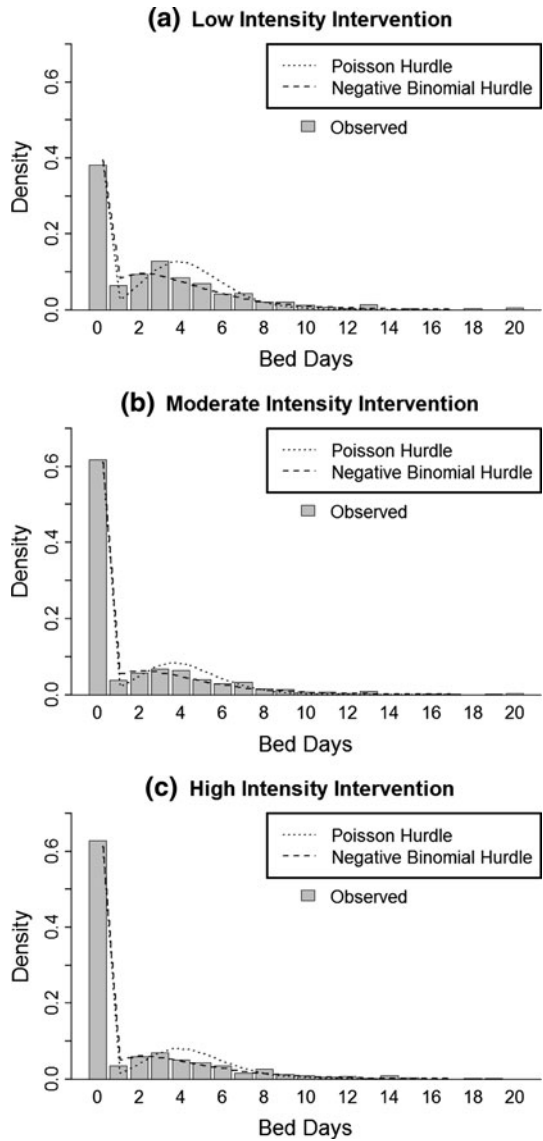 (a) Low Intensity Intervention
Poisson Hurdle
Negative Binomial Hurdle
Observed
Density
0.0 0.2 0.4 0.6
0 2 4 6 8 10 12 14 16 18 20
Bed Days
(b) Moderate Intensity Intervention
Poisson Hurdle
Negative Binomial Hurdle
Observed
Density
0.0 0.2 0.4 0.6
0 2 4 6 8 10 12 14 16 18 20
Bed Days
(c) High Intensity Intervention
Poisson Hurdle
Negative Binomial Hurdle
Observed
Density
0.0 0.2 0.4 0.6
0 2 4 6 8 10 12 14 16 18 20
Bed Days